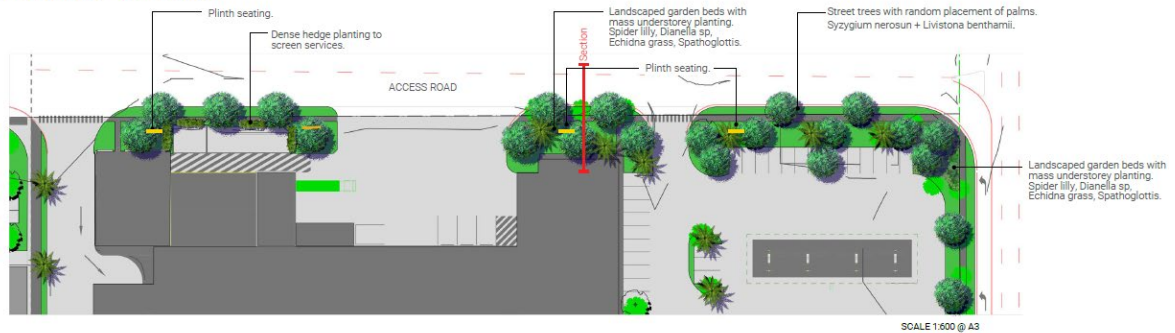 Plinth seating.
Dense hedge planting to
screen services.
Landscaped garden beds with
mass understorey planting.
Spider lilly, Dianella sp,
Echidna grass, Spathoglottis.
Section
Plinth seating.
Street trees with random placement of palms.
Syzygium nerosun + Livistona benthamii.
ACCESS ROAD
Landscaped garden beds with
mass understorey planting.
Spider lilly, Dianella sp,
Echidna grass, Spathoglottis.
SCALE 1:600 @ A3